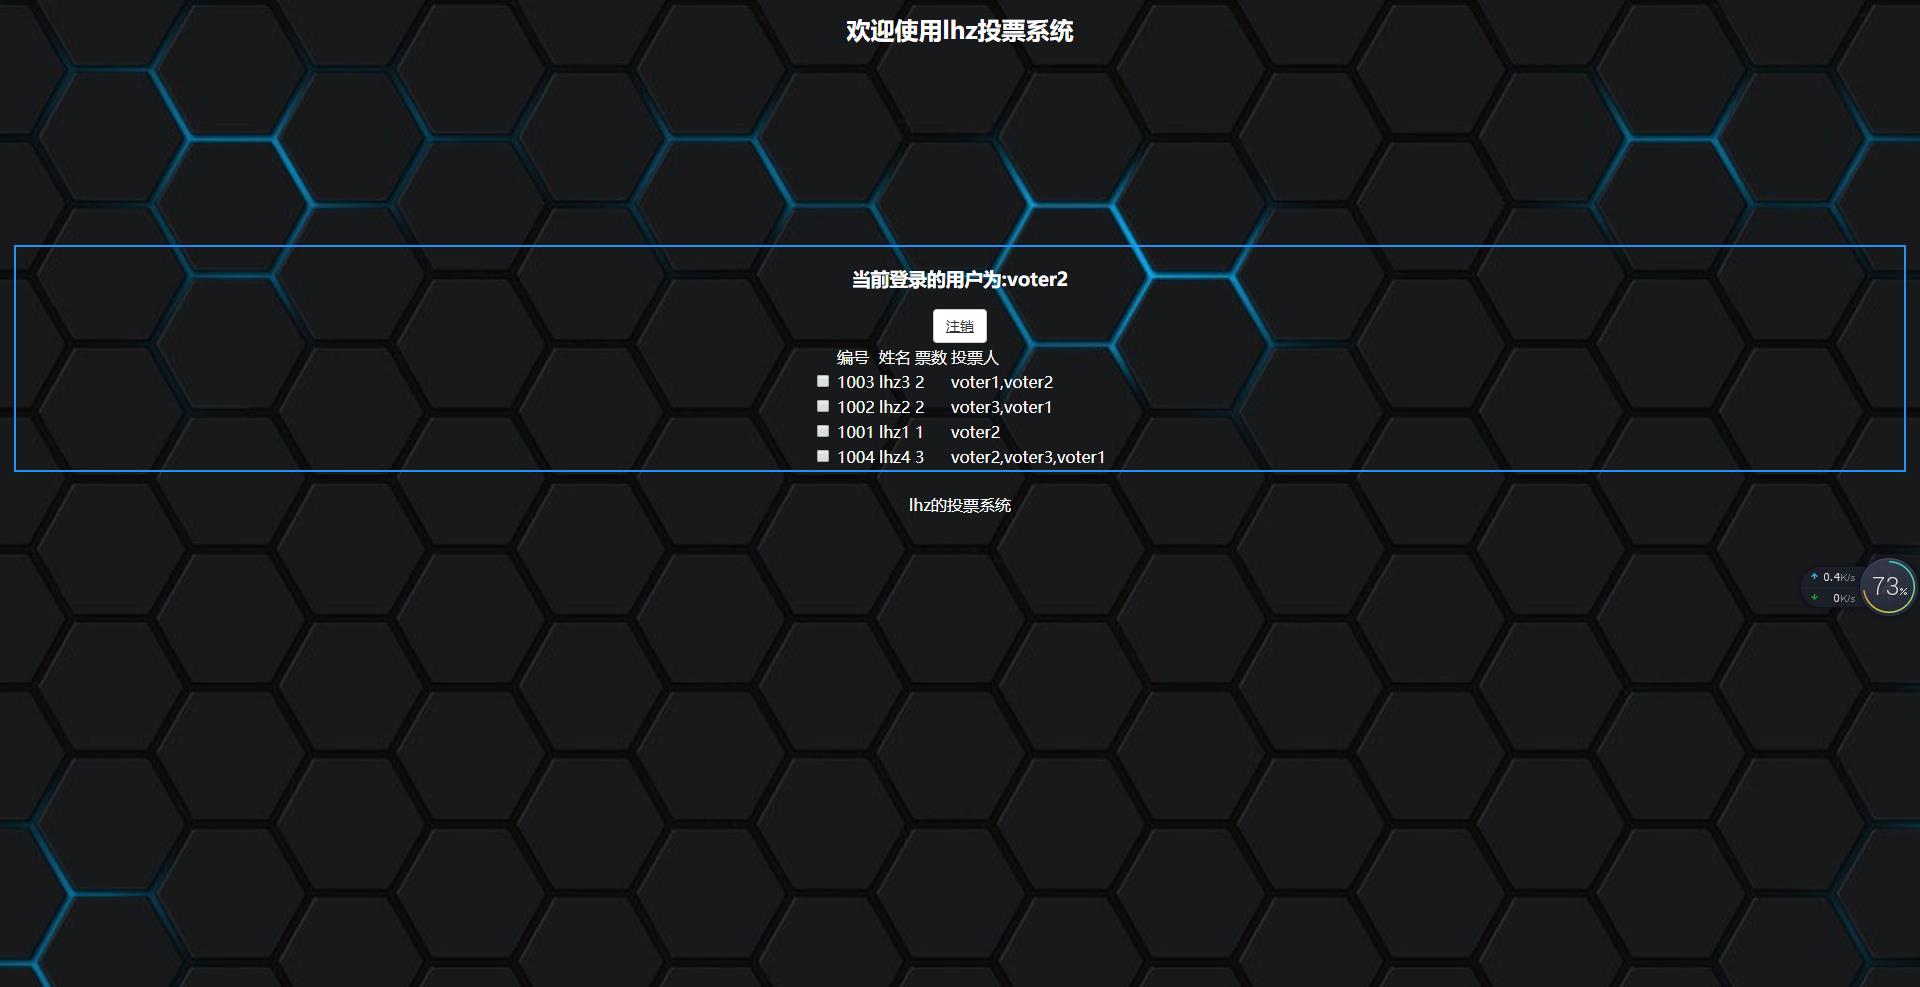 欢迎使用lhz投票系统
当前登录的用户为:voter2
注销
编号 姓名 票数 投票人
1003 lhz3 2 voter1,voter2
1002 lhz2 2 voter3,voter1
1001 lhz1 1 voter2
1004 lhz4 3 voter2,voter3,voter1
lhz的投票系统
0.4K/s
0K/s
73%